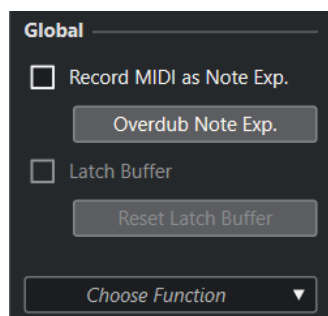 Global
Record MIDI as Note Exp.
Overdub Note Exp.
Latch Buffer
Reset Latch Buffer
Choose Function